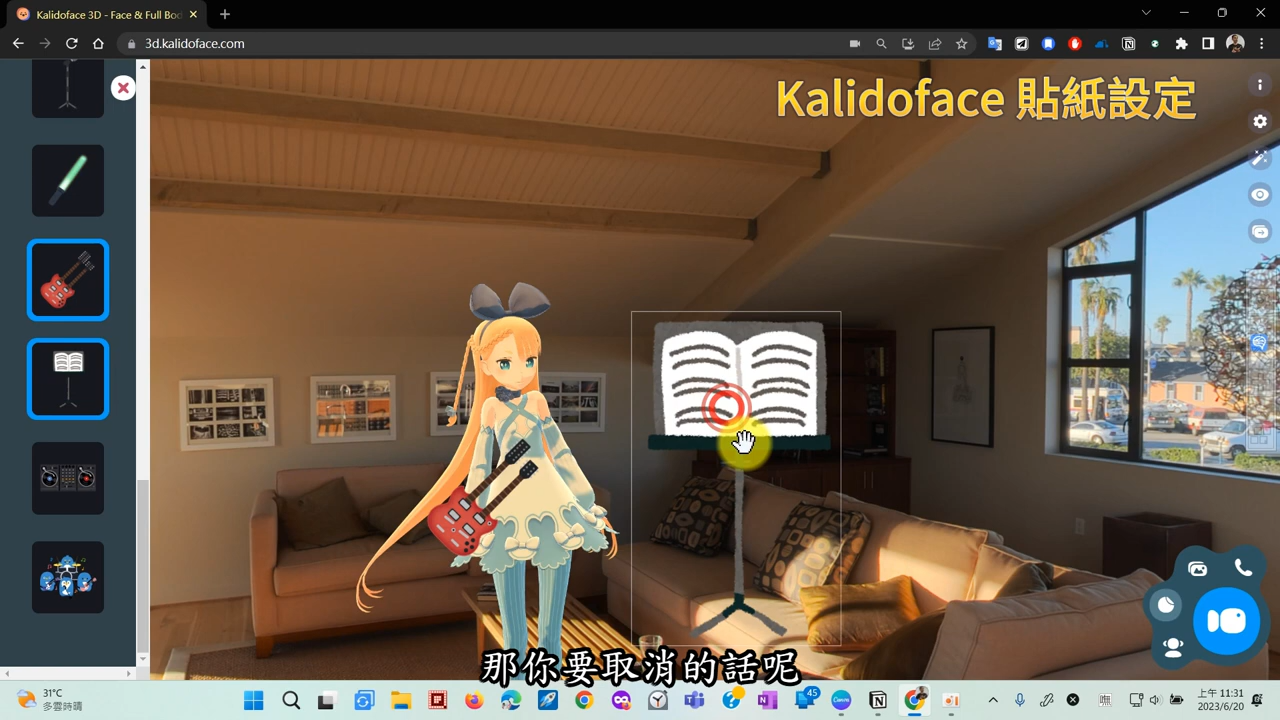 Kalidoface 3D - Face & Full Bod
3d.kalidoface.com
Kalidoface 貼紙設定
那你要取消的話呢
31°C
多雲時晴
45
上午 11:31
2023/6/20